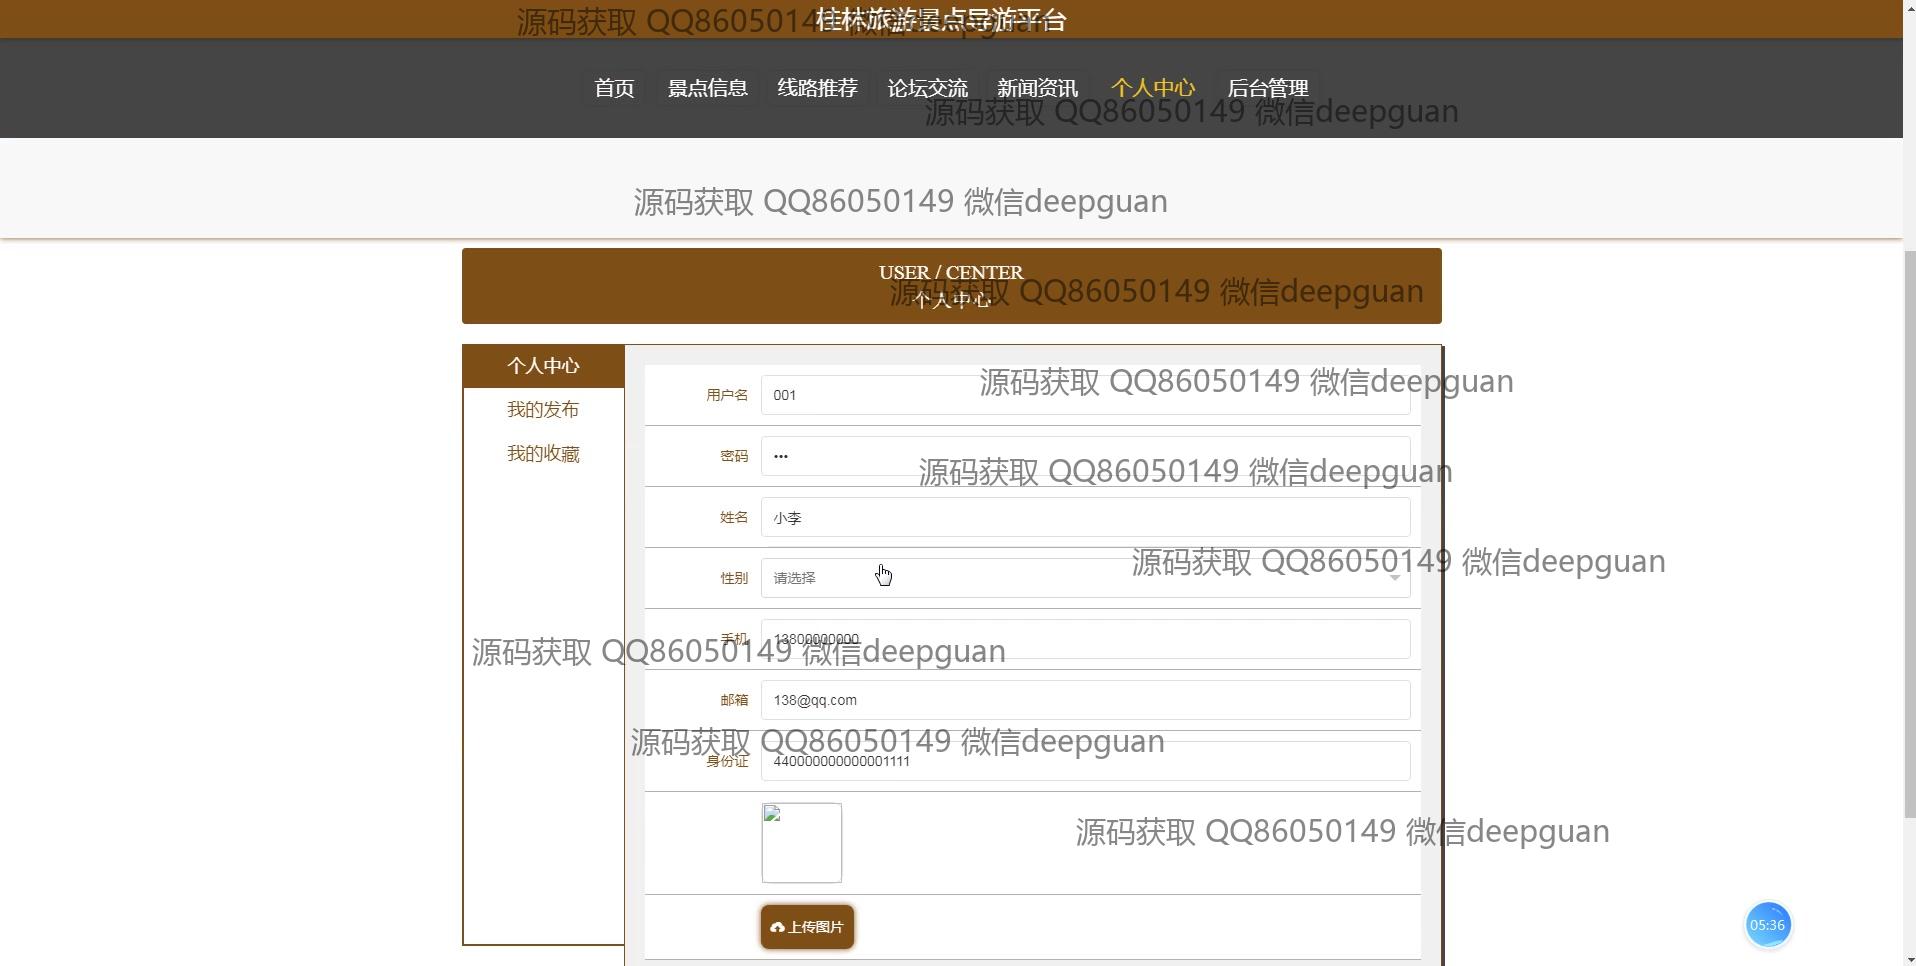 桂林旅游景点导游平台
源码获取 QQ86050149 微信deepguan
首页 景点信息 线路推荐 论坛交流 新闻资讯 个人中心 后台管理
源码获取 QQ86050149 微信deepguan
源码获取 QQ86050149 微信deepguan
USER / CENTER
个人中心
源码获取 QQ86050149 微信deepguan
个人中心
我的发布
我的收藏
用户名 001
源码获取 QQ86050149 微信deepguan
密码 •••
源码获取 QQ86050149 微信deepguan
姓名 小李
源码获取 QQ86050149 微信deepguan
性别 请选择
手机 13800000000
源码获取 QQ86050149 微信deepguan
邮箱 138@qq.com
源码获取 QQ86050149 微信deepguan
身份证 440000000000001111
源码获取 QQ86050149 微信deepguan
上传图片
05:36